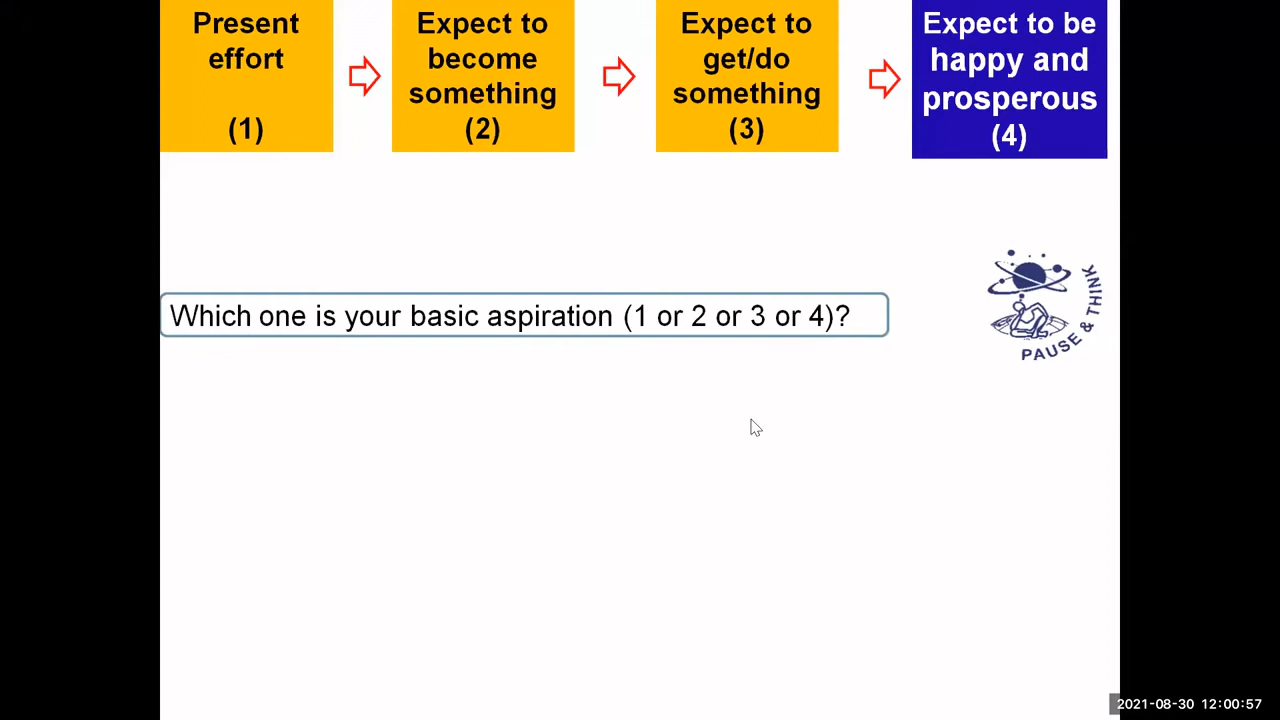 Present
effort
(1)
Expect to
become
something
(2)
Expect to
get/do
something
(3)
Expect to be
happy and
prosperous
(4)
Which one is your basic aspiration (1 or 2 or 3 or 4)?
PAUSE & THINK
2021-08-30 12:00:57